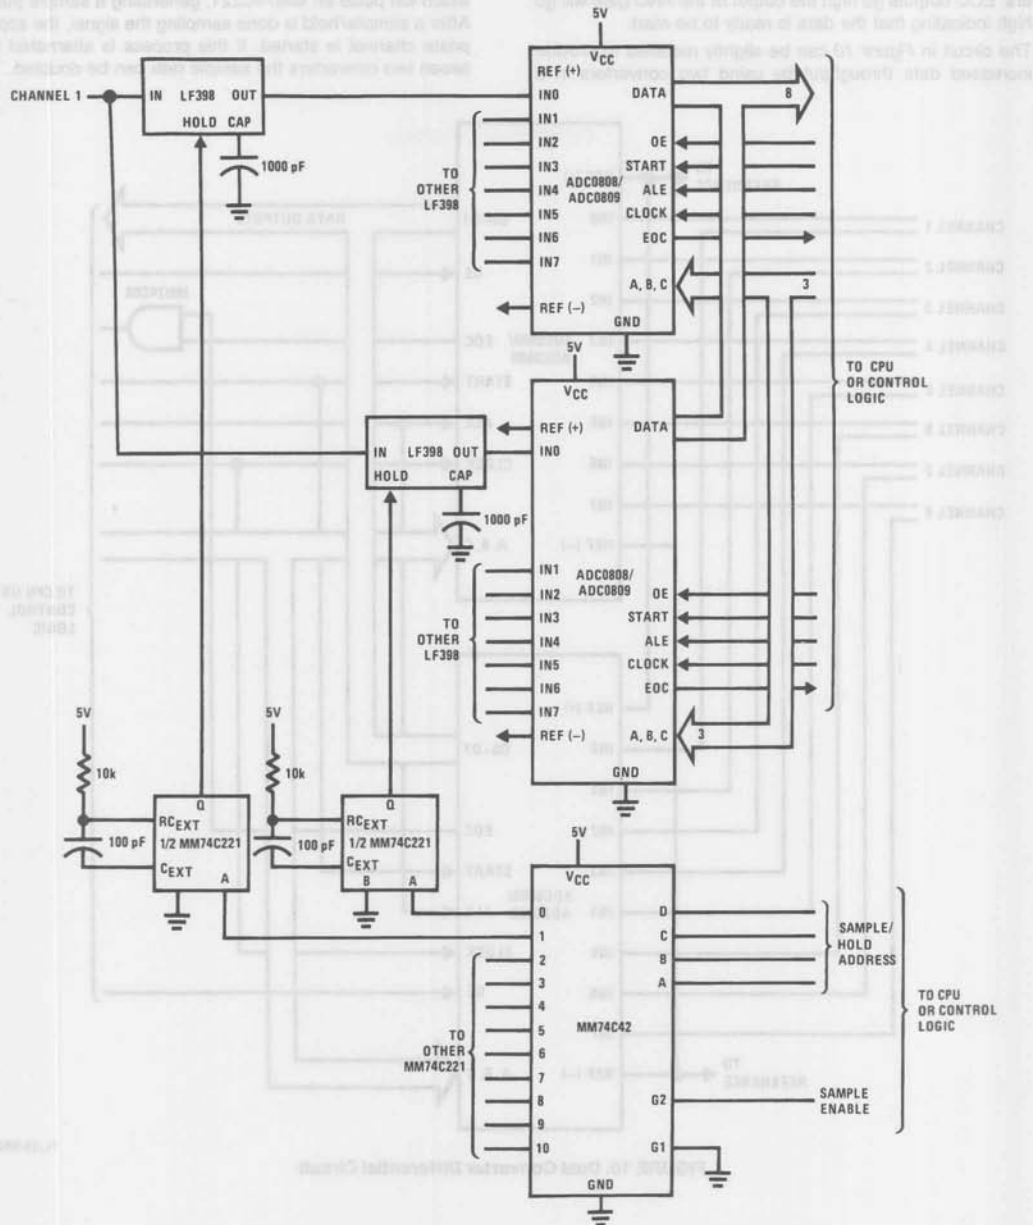 5V
VCC
REF (+)
CHANNEL 1
IN
LF398
OUT
IN0
DATA
8
HOLD
CAP
IN1
1000 pF
IN2
OE
TO
OTHER
LF398
IN3
START
IN4
ADC0808/
ADC0809
ALE
IN5
CLOCK
IN6
EOC
IN7
A, B, C
3
REF (–)
GND
5V
VCC
TO CPU
OR CONTROL
LOGIC
REF (+)
DATA
IN
LF398
OUT
IN0
HOLD
CAP
1000 pF
IN1
ADC0808/
ADC0809
IN2
OE
TO
OTHER
LF398
IN3
START
IN4
ALE
IN5
CLOCK
IN6
EOC
IN7
5V
5V
REF (–)
A, B, C
3
10k
10k
GND
Q
Q
RCEXT
RCEXT
5V
100 pF
1/2 MM74C221
100 pF
1/2 MM74C221
CEXT
A
CEXT
B
A
VCC
0
D
SAMPLE/
HOLD
ADDRESS
1
C
2
B
3
A
4
5
MM74C42
TO CPU
OR CONTROL
LOGIC
TO
OTHER
MM74C221
6
7
8
G2
SAMPLE
ENABLE
9
10
G1
GND